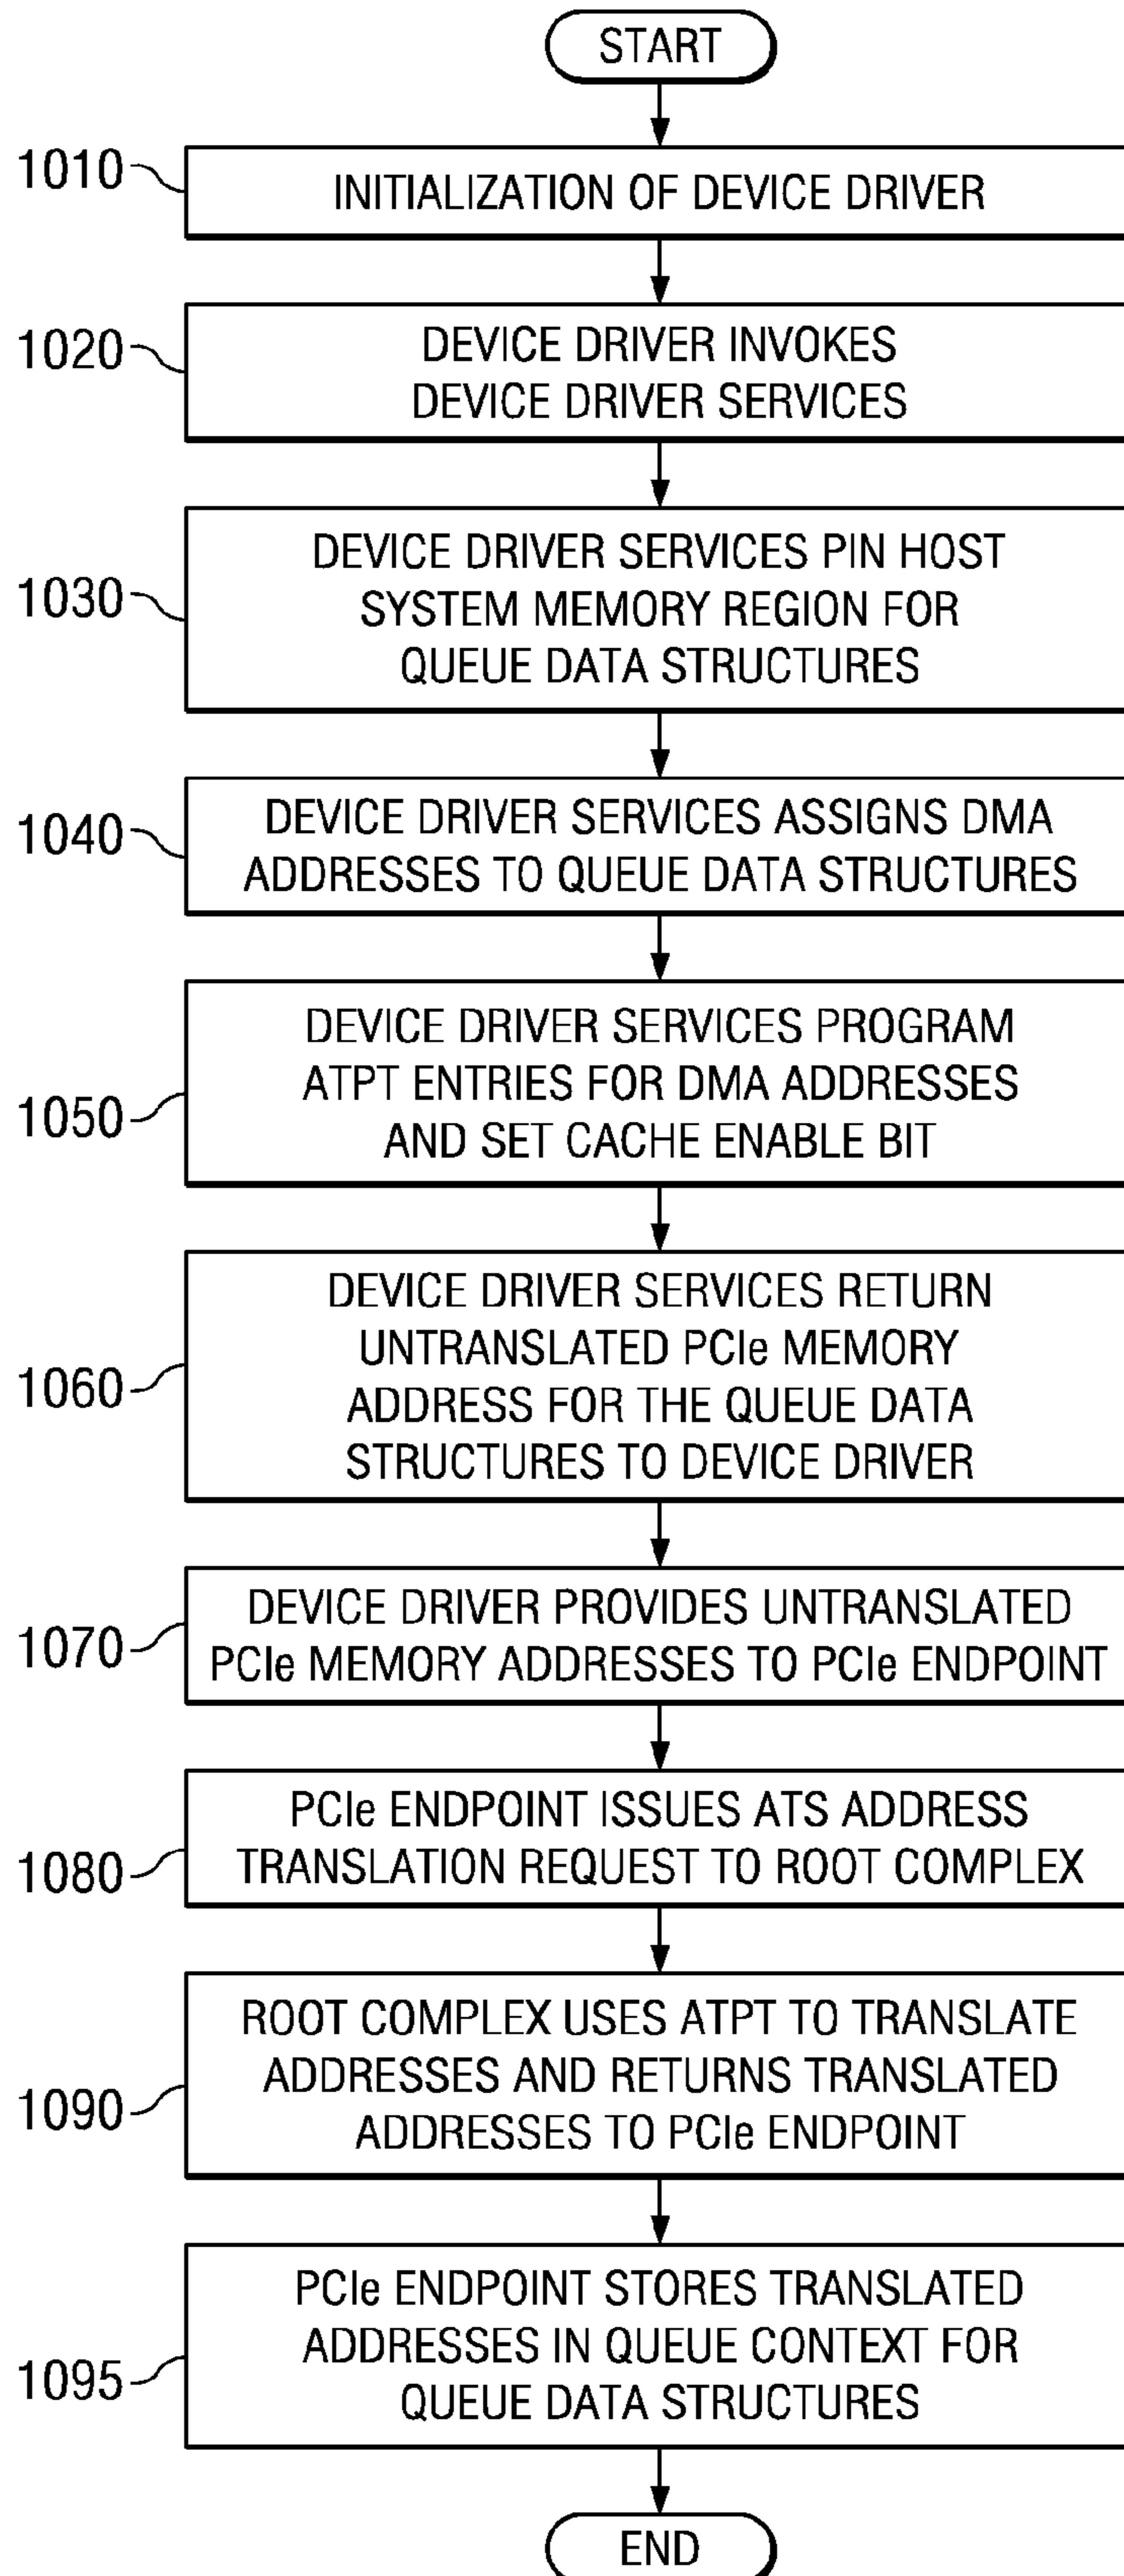 START
1010
INITIALIZATION OF DEVICE DRIVER
1020
DEVICE DRIVER INVOKES
DEVICE DRIVER SERVICES
1030
DEVICE DRIVER SERVICES PIN HOST
SYSTEM MEMORY REGION FOR
QUEUE DATA STRUCTURES
1040
DEVICE DRIVER SERVICES ASSIGNS DMA
ADDRESSES TO QUEUE DATA STRUCTURES
1050
DEVICE DRIVER SERVICES PROGRAM
ATPT ENTRIES FOR DMA ADDRESSES
AND SET CACHE ENABLE BIT
1060
DEVICE DRIVER SERVICES RETURN
UNTRANSLATED PCIe MEMORY
ADDRESS FOR THE QUEUE DATA
STRUCTURES TO DEVICE DRIVER
1070
DEVICE DRIVER PROVIDES UNTRANSLATED
PCIe MEMORY ADDRESSES TO PCIe ENDPOINT
1080
PCIe ENDPOINT ISSUES ATS ADDRESS
TRANSLATION REQUEST TO ROOT COMPLEX
1090
ROOT COMPLEX USES ATPT TO TRANSLATE
ADDRESSES AND RETURNS TRANSLATED
ADDRESSES TO PCIe ENDPOINT
1095
PCIe ENDPOINT STORES TRANSLATED
ADDRESSES IN QUEUE CONTEXT FOR
QUEUE DATA STRUCTURES
END